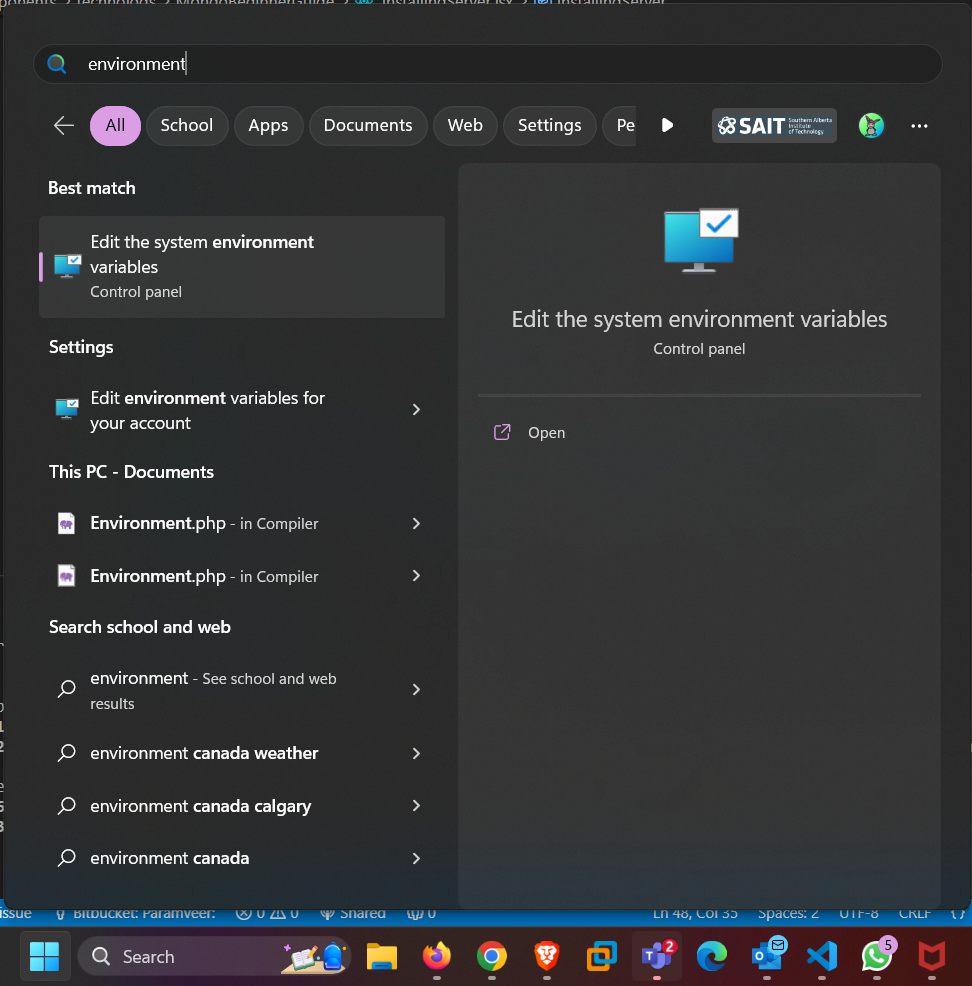 environment
All School Apps Documents Web Settings Pe
SAIT Southern Alberta
Institute
of Technology
Best match
Edit the system environment
variables
Control panel
Edit the system environment variables
Control panel
Open
Settings
Edit environment variables for
your account
This PC - Documents
Environment.php - in Compiler
Environment.php - in Compiler
Search school and web
environment - See school and web
results
environment canada weather
environment canada calgary
environment canada
issue Bitbucket: Paramveer: 0 0 Shared 0 Ln 48, Col 35 Spaces: 2 UTF-8 CRLF { }
Search 2 5